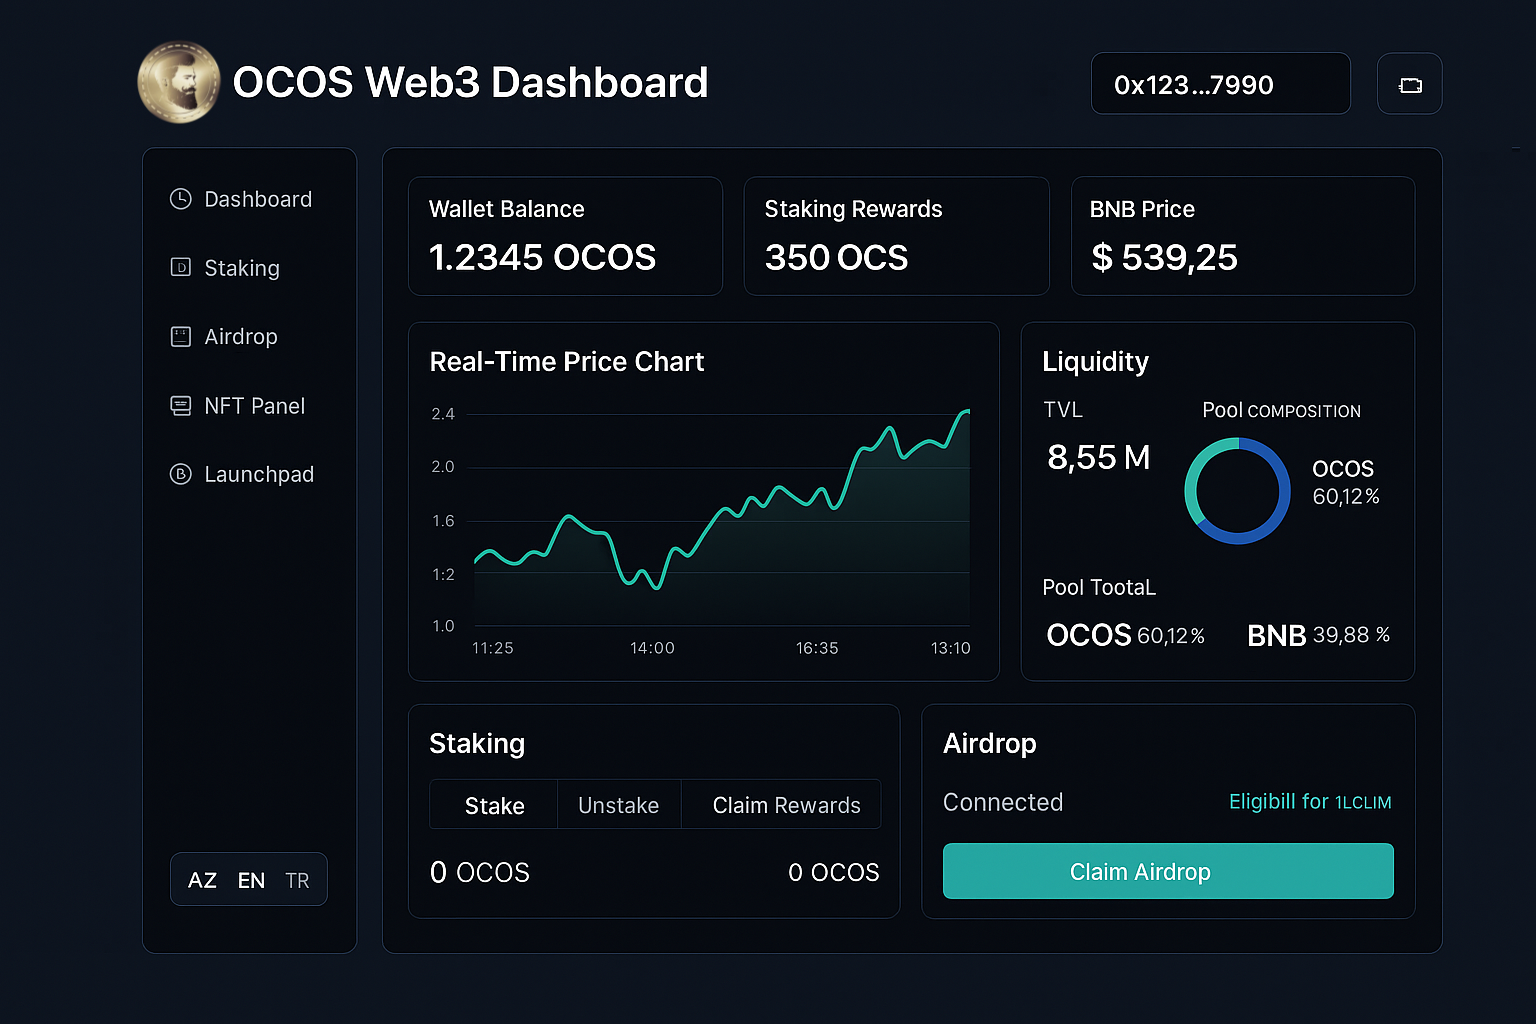 OCOS Web3 Dashboard
0x123...7990
Dashboard
Staking
Airdrop
NFT Panel
Launchpad
AZ EN TR
Wallet Balance
1.2345 OCOS
Staking Rewards
350 OCS
BNB Price
$ 539,25
Real-Time Price Chart
2.4
2.0
1.6
1:2
1.0
11:25 14:00 16:35 13:10
Liquidity
TVL
8,55 M
Pool COMPOSITION
OCOS
60,12%
Pool TootaL
OCOS 60,12% BNB 39,88 %
Staking
Stake Unstake Claim Rewards
0 OCOS 0 OCOS
Airdrop
Connected Eligibill for 1LCLIM
Claim Airdrop